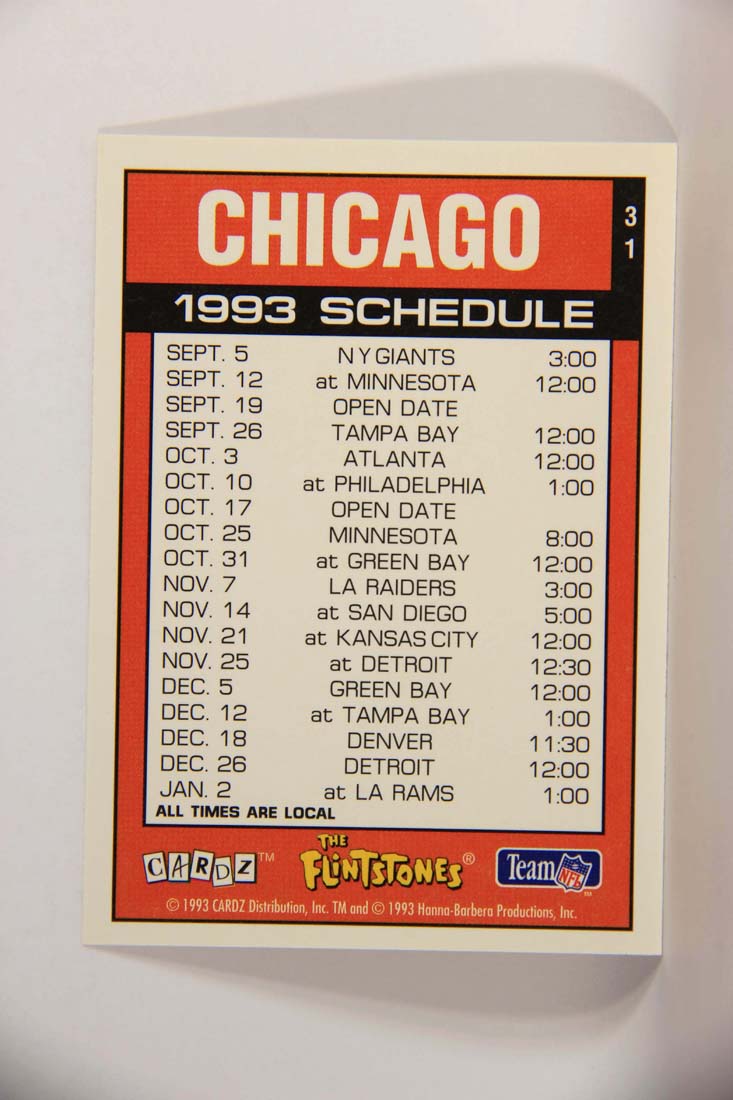 CHICAGO
31
1993 SCHEDULE
SEPT. 5 N Y GIANTS 3:00
SEPT. 12 at MINNESOTA 12:00
SEPT. 19 OPEN DATE
SEPT. 26 TAMPA BAY 12:00
OCT. 3 ATLANTA 12:00
OCT. 10 at PHILADELPHIA 1:00
OCT. 17 OPEN DATE
OCT. 25 MINNESOTA 8:00
OCT. 31 at GREEN BAY 12:00
NOV. 7 LA RAIDERS 3:00
NOV. 14 at SAN DIEGO 5:00
NOV. 21 at KANSAS CITY 12:00
NOV. 25 at DETROIT 12:30
DEC. 5 GREEN BAY 12:00
DEC. 12 at TAMPA BAY 1:00
DEC. 18 DENVER 11:30
DEC. 26 DETROIT 12:00
JAN. 2 at LA RAMS 1:00
ALL TIMES ARE LOCAL
CARDZ™ THE FLINTSTONES® Team NFL™
© 1993 CARDZ Distribution, Inc. TM and © 1993 Hanna-Barbera Productions, Inc.